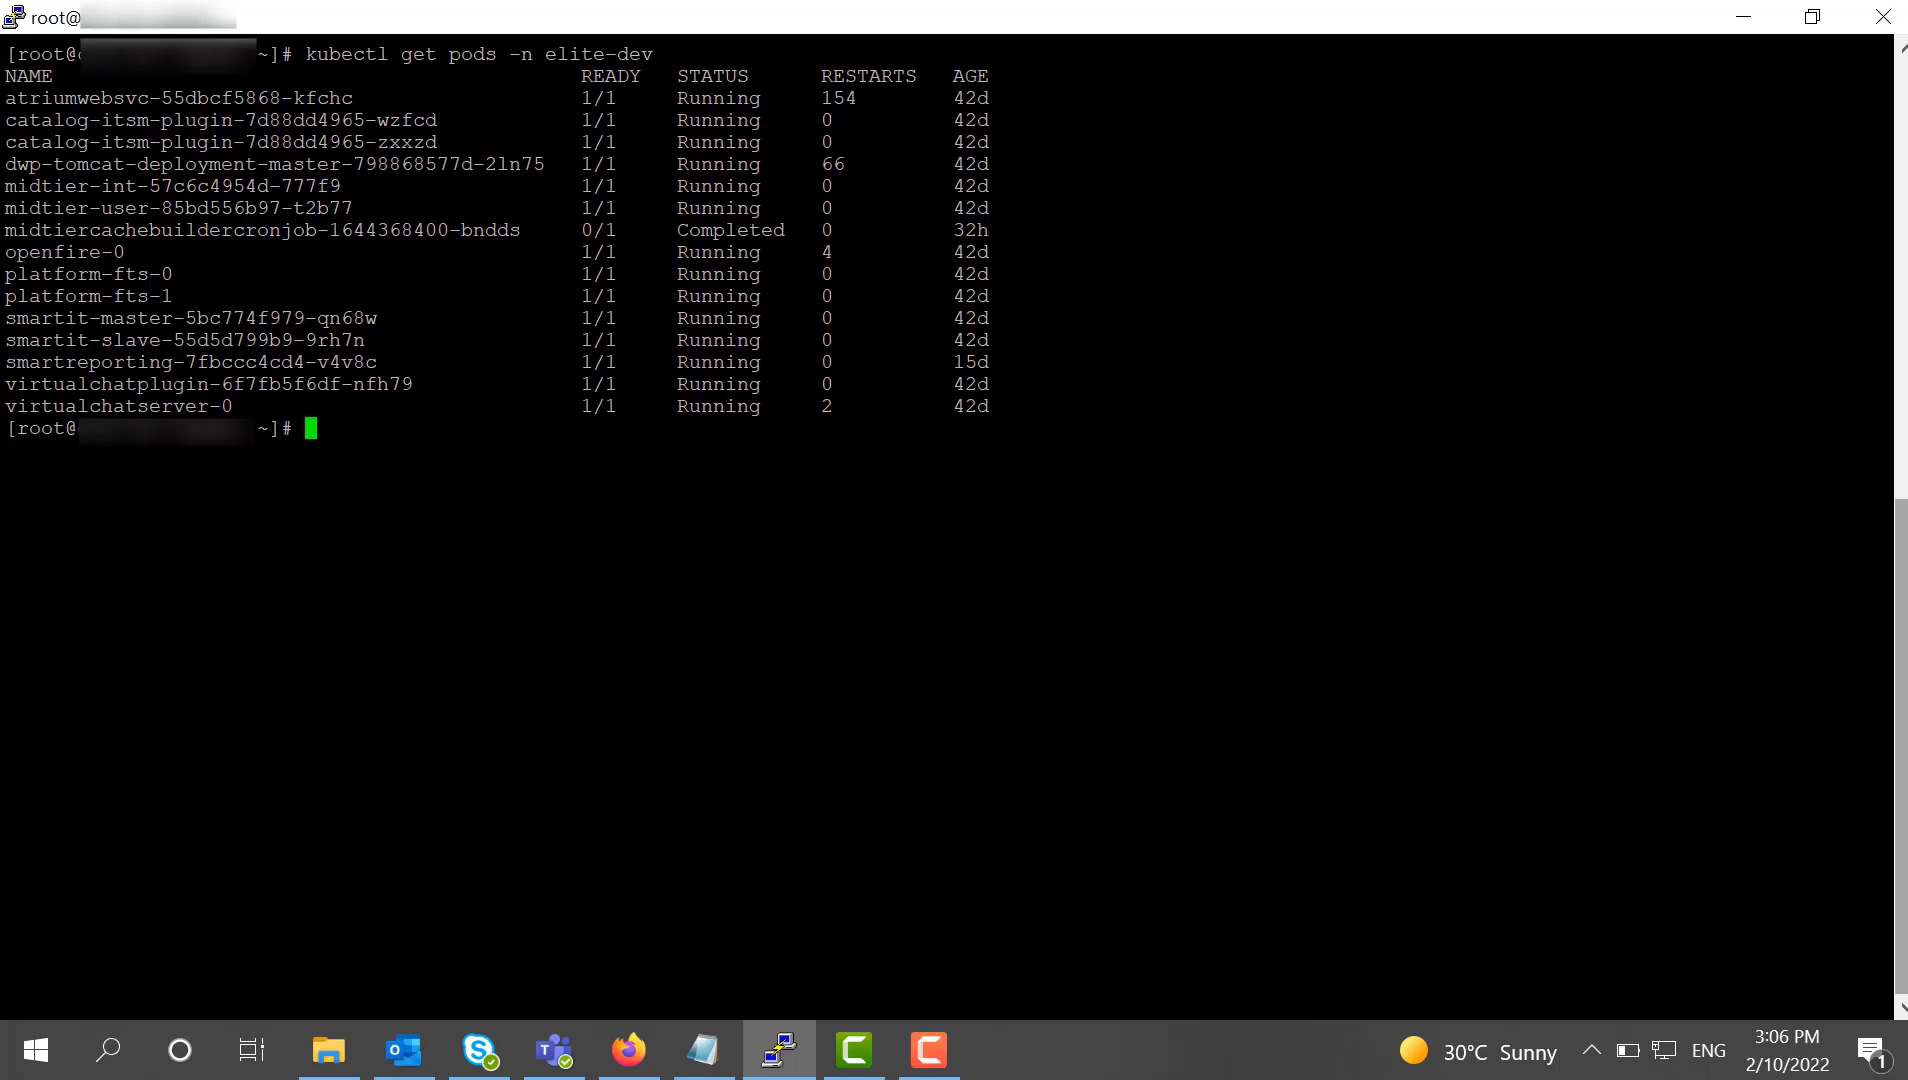 root@
[root@ ~]# kubectl get pods -n elite-dev
NAME READY STATUS RESTARTS AGE
atriumwebsvc-55dbcf5868-kfchc 1/1 Running 154 42d
catalog-itsm-plugin-7d88dd4965-wzfcd 1/1 Running 0 42d
catalog-itsm-plugin-7d88dd4965-zxxzd 1/1 Running 0 42d
dwp-tomcat-deployment-master-798868577d-2ln75 1/1 Running 66 42d
midtier-int-57c6c4954d-777f9 1/1 Running 0 42d
midtier-user-85bd556b97-t2b77 1/1 Running 0 42d
midtiercachebuildercronjob-1644368400-bndds 0/1 Completed 0 32h
openfire-0 1/1 Running 4 42d
platform-fts-0 1/1 Running 0 42d
platform-fts-1 1/1 Running 0 42d
smartit-master-5bc774f979-qn68w 1/1 Running 0 42d
smartit-slave-55d5d799b9-9rh7n 1/1 Running 0 42d
smartreporting-7fbccc4cd4-v4v8c 1/1 Running 0 15d
virtualchatplugin-6f7fb5f6df-nfh79 1/1 Running 0 42d
virtualchatserver-0 1/1 Running 2 42d
[root@ ~]#
30°C Sunny ENG 3:06 PM
2/10/2022 1